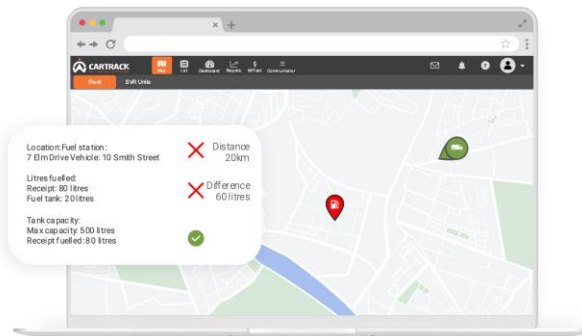 CARTRACK
Map
List
Dashboard
Reports
MiFleet
Communicator
Fleet
SVR Units
Location: Fuel station:
7 Elm Drive Vehicle: 10 Smith Street
Distance
20km
Litres fuelled:
Receipt: 80 litres
Fuel tank: 20 litres
Difference
60 litres
Tank capacity:
Max capacity: 500 litres
Receipt fuelled: 80 litres